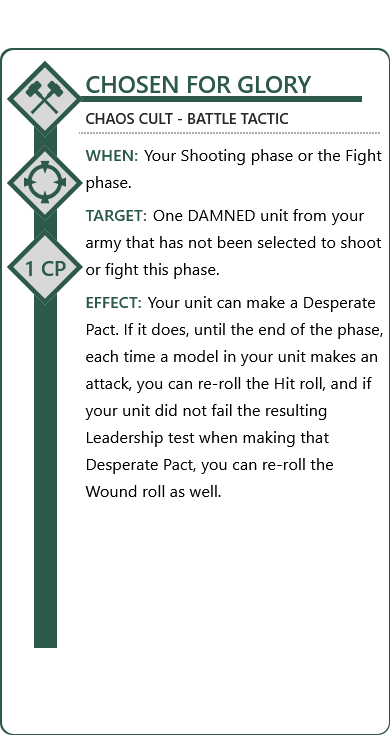 CHOSEN FOR GLORY
CHAOS CULT - BATTLE TACTIC
WHEN: Your Shooting phase or the Fight
phase.
TARGET: One DAMNED unit from your
army that has not been selected to shoot
1 CP or fight this phase.
EFFECT: Your unit can make a Desperate
Pact. If it does, until the end of the phase,
each time a model in your unit makes an
attack, you can re-roll the Hit roll, and if
your unit did not fail the resulting
Leadership test when making that
Desperate Pact, you can re-roll the
Wound roll as well.